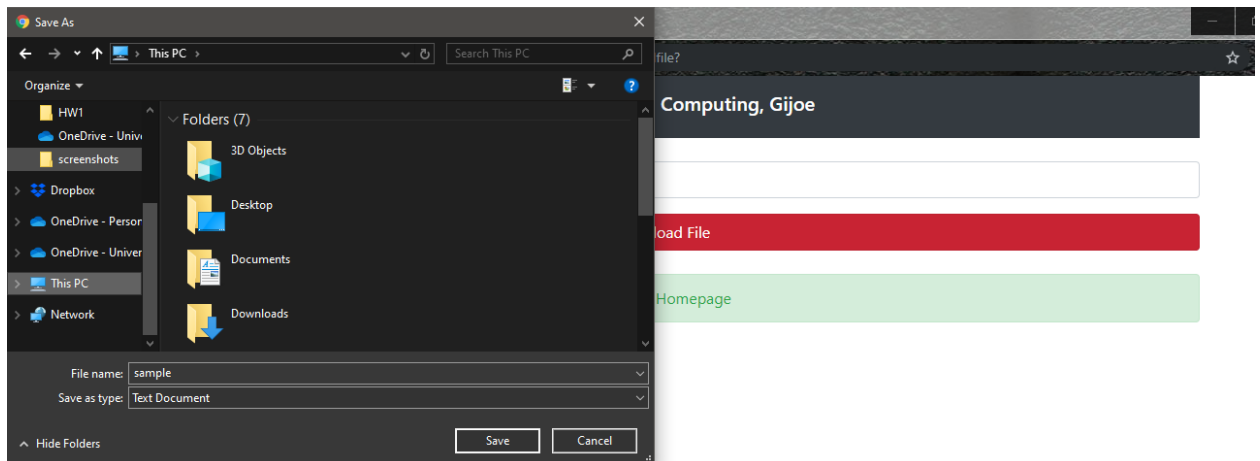 Save As
This PC
Search This PC
Organize
HW1
OneDrive - Unive
screenshots
Dropbox
OneDrive - Person
OneDrive - Univer
This PC
Network
Folders (7)
3D Objects
Desktop
Documents
Downloads
File name: sample
Save as type: Text Document
Hide Folders
Save
Cancel
file?
Computing, Gijoe
load File
Homepage